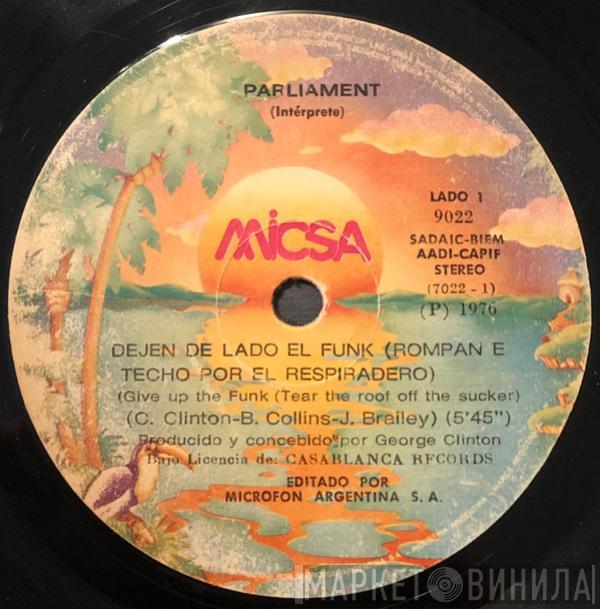 PARLIAMENT
(Intérprete)
MICSA
LADO 1
9022
SADAIC-BIEM
AADI-CAPIF
STEREO
(7022 - 1)
(P) 1976
DEJEN DE LADO EL FUNK (ROMPAN E
TECHO POR EL RESPIRADERO)
(Give up the Funk (Tear the roof off the sucker)
(C. Clinton-B. Collins-J. Brailey) (5'45")
Producido y concebido por George Clinton
Bajo Licencia de: CASABLANCA RECORDS
EDITADO POR
MICROFON ARGENTINA S. A.
МАРКЕТ ВИНИЛА